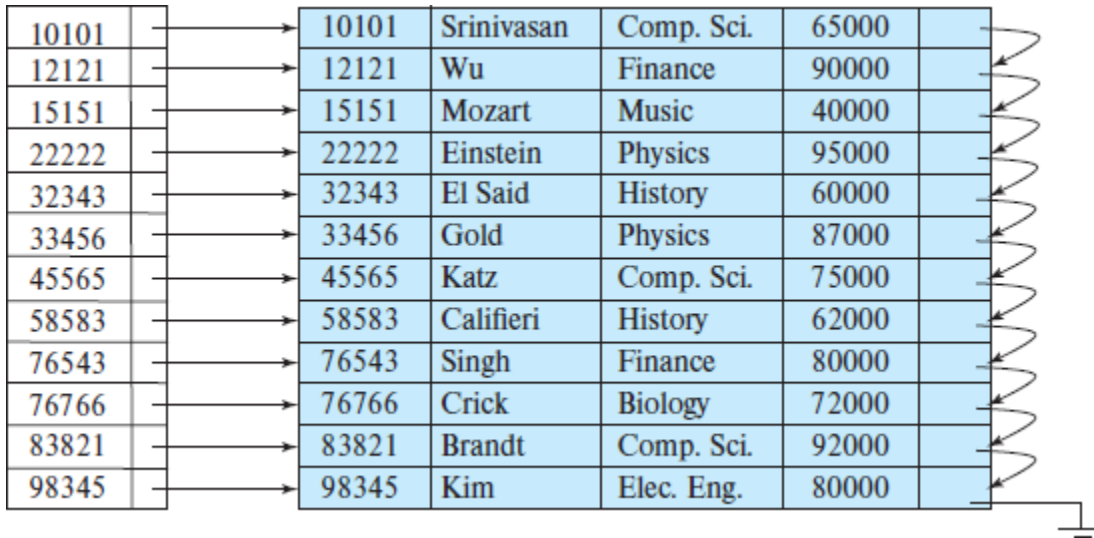 10101 10101 Srinivasan Comp. Sci. 65000
12121 12121 Wu Finance 90000
15151 15151 Mozart Music 40000
22222 22222 Einstein Physics 95000
32343 32343 El Said History 60000
33456 33456 Gold Physics 87000
45565 45565 Katz Comp. Sci. 75000
58583 58583 Califieri History 62000
76543 76543 Singh Finance 80000
76766 76766 Crick Biology 72000
83821 83821 Brandt Comp. Sci. 92000
98345 98345 Kim Elec. Eng. 80000